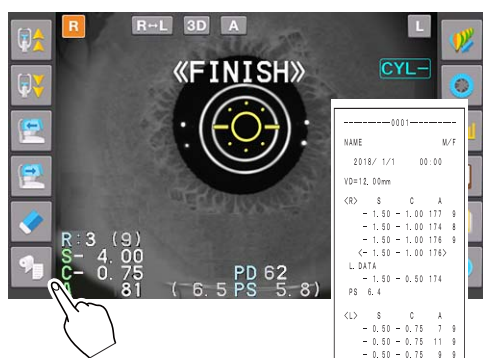 R R↔L 3D A L
《FINISH》
CYL−
R:3 (9)
S- 4.00
C- 0.75
81
PD 62
( 6.5 PS 5.8)
----------0001----------
NAME M/F
2018/ 1/1 00:00
VD=12.00mm
<R> S C A
- 1.50 - 1.00 177 9
- 1.50 - 1.00 174 8
- 1.50 - 1.00 176 9
<- 1.50 - 1.00 176>
L.DATA
- 1.50 - 0.50 174
PS 6.4
<L> S C A
- 0.50 - 0.75 7 9
- 0.50 - 0.75 11 9
- 0.50 - 0.75 9 9